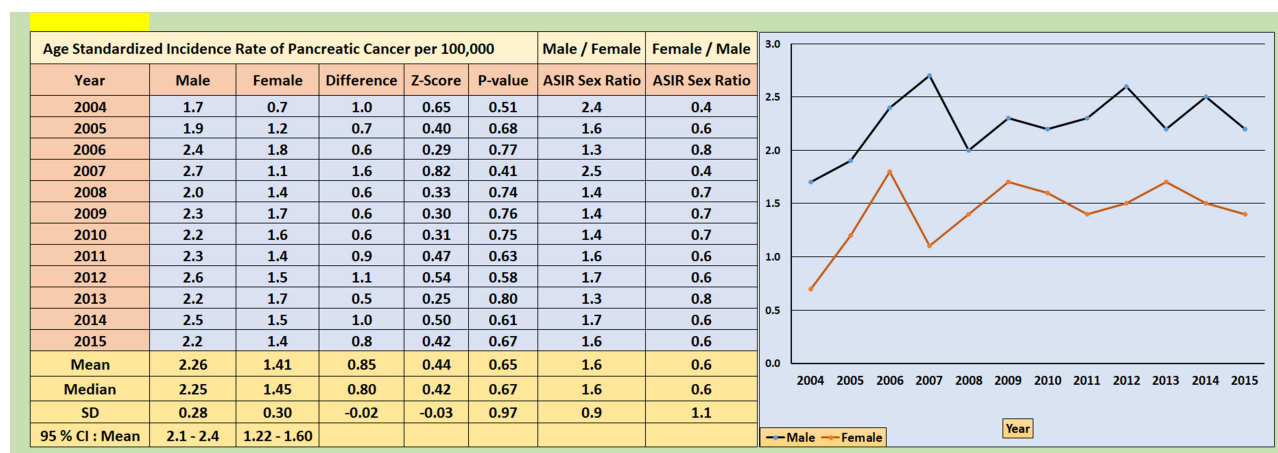 Age Standardized Incidence Rate of Pancreatic Cancer per 100,000 Male / Female Female / Male
Year Male Female Difference Z-Score P-value ASIR Sex Ratio ASIR Sex Ratio
2004 1.7 0.7 1.0 0.65 0.51 2.4 0.4
2005 1.9 1.2 0.7 0.40 0.68 1.6 0.6
2006 2.4 1.8 0.6 0.29 0.77 1.3 0.8
2007 2.7 1.1 1.6 0.82 0.41 2.5 0.4
2008 2.0 1.4 0.6 0.33 0.74 1.4 0.7
2009 2.3 1.7 0.6 0.30 0.76 1.4 0.7
2010 2.2 1.6 0.6 0.31 0.75 1.4 0.7
2011 2.3 1.4 0.9 0.47 0.63 1.6 0.6
2012 2.6 1.5 1.1 0.54 0.58 1.7 0.6
2013 2.2 1.7 0.5 0.25 0.80 1.3 0.8
2014 2.5 1.5 1.0 0.50 0.61 1.7 0.6
2015 2.2 1.4 0.8 0.42 0.67 1.6 0.6
Mean 2.26 1.41 0.85 0.44 0.65 1.6 0.6
Median 2.25 1.45 0.80 0.42 0.67 1.6 0.6
SD 0.28 0.30 -0.02 -0.03 0.97 0.9 1.1
95 % CI : Mean 2.1 - 2.4 1.22 - 1.60
3.0
2.5
2.0
1.5
1.0
0.5
0.0
2004 2005 2006 2007 2008 2009 2010 2011 2012 2013 2014 2015
Year
Male Female